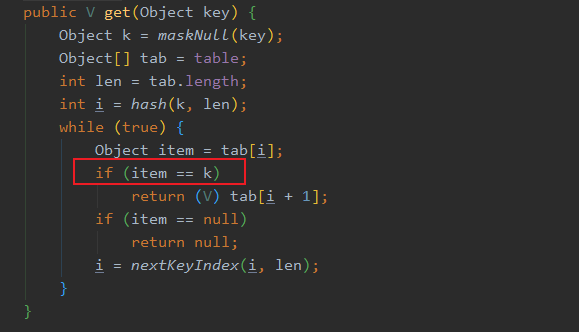 public V get(Object key) {
    Object k = maskNull(key);
    Object[] tab = table;
    int len = tab.length;
    int i = hash(k, len);
    while (true) {
        Object item = tab[i];
        if (item == k)
            return (V) tab[i + 1];
        if (item == null)
            return null;
        i = nextKeyIndex(i, len);
    }
}